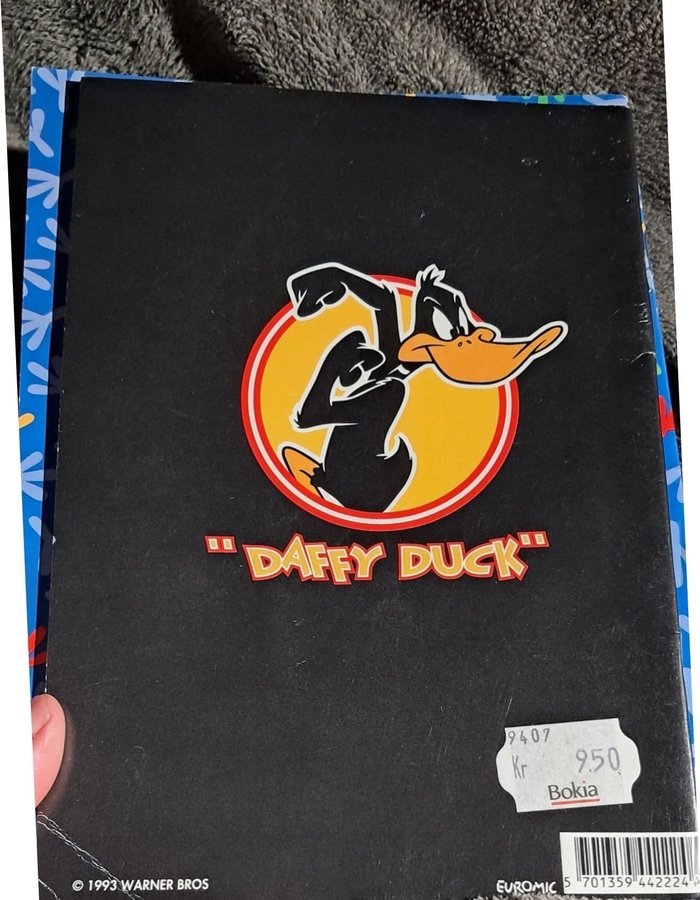 "DAFFY DUCK"
9407
Kr 9.50
Bokia
© 1993 WARNER BROS
EUROMIC
5 701359 442224